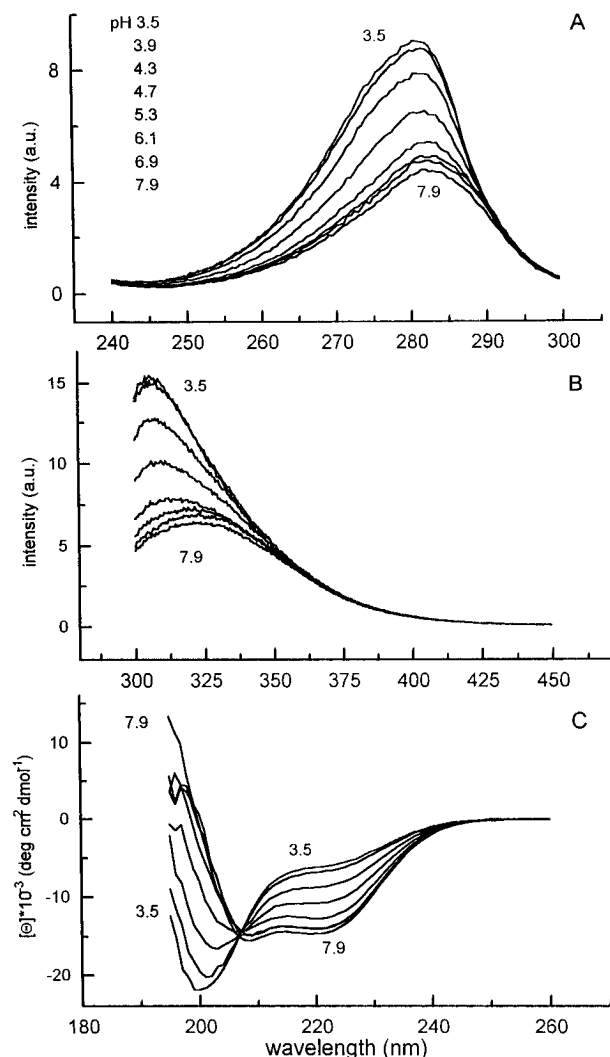 A
pH 3.5
3.9
4.3
4.7
5.3
6.1
6.9
7.9
3.5
7.9
8
4
0
intensity (a.u.)
240 250 260 270 280 290 300
B
3.5
7.9
15
10
5
0
intensity (a.u.)
300 325 350 375 400 425 450
C
7.9
3.5
3.5
7.9
10
0
-10
-20
[Θ]*10⁻³ (deg cm² dmol⁻¹)
200 220 240 260
wavelength (nm)